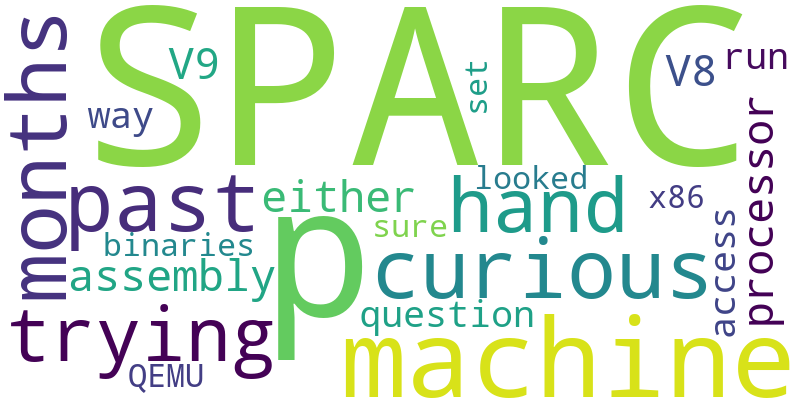 SPARC
months
V9
V8
run
way
set
looked
past
either
hand
x86
processor
sure
binaries
p
curious
access
assembly
question
trying
machine
QEMU